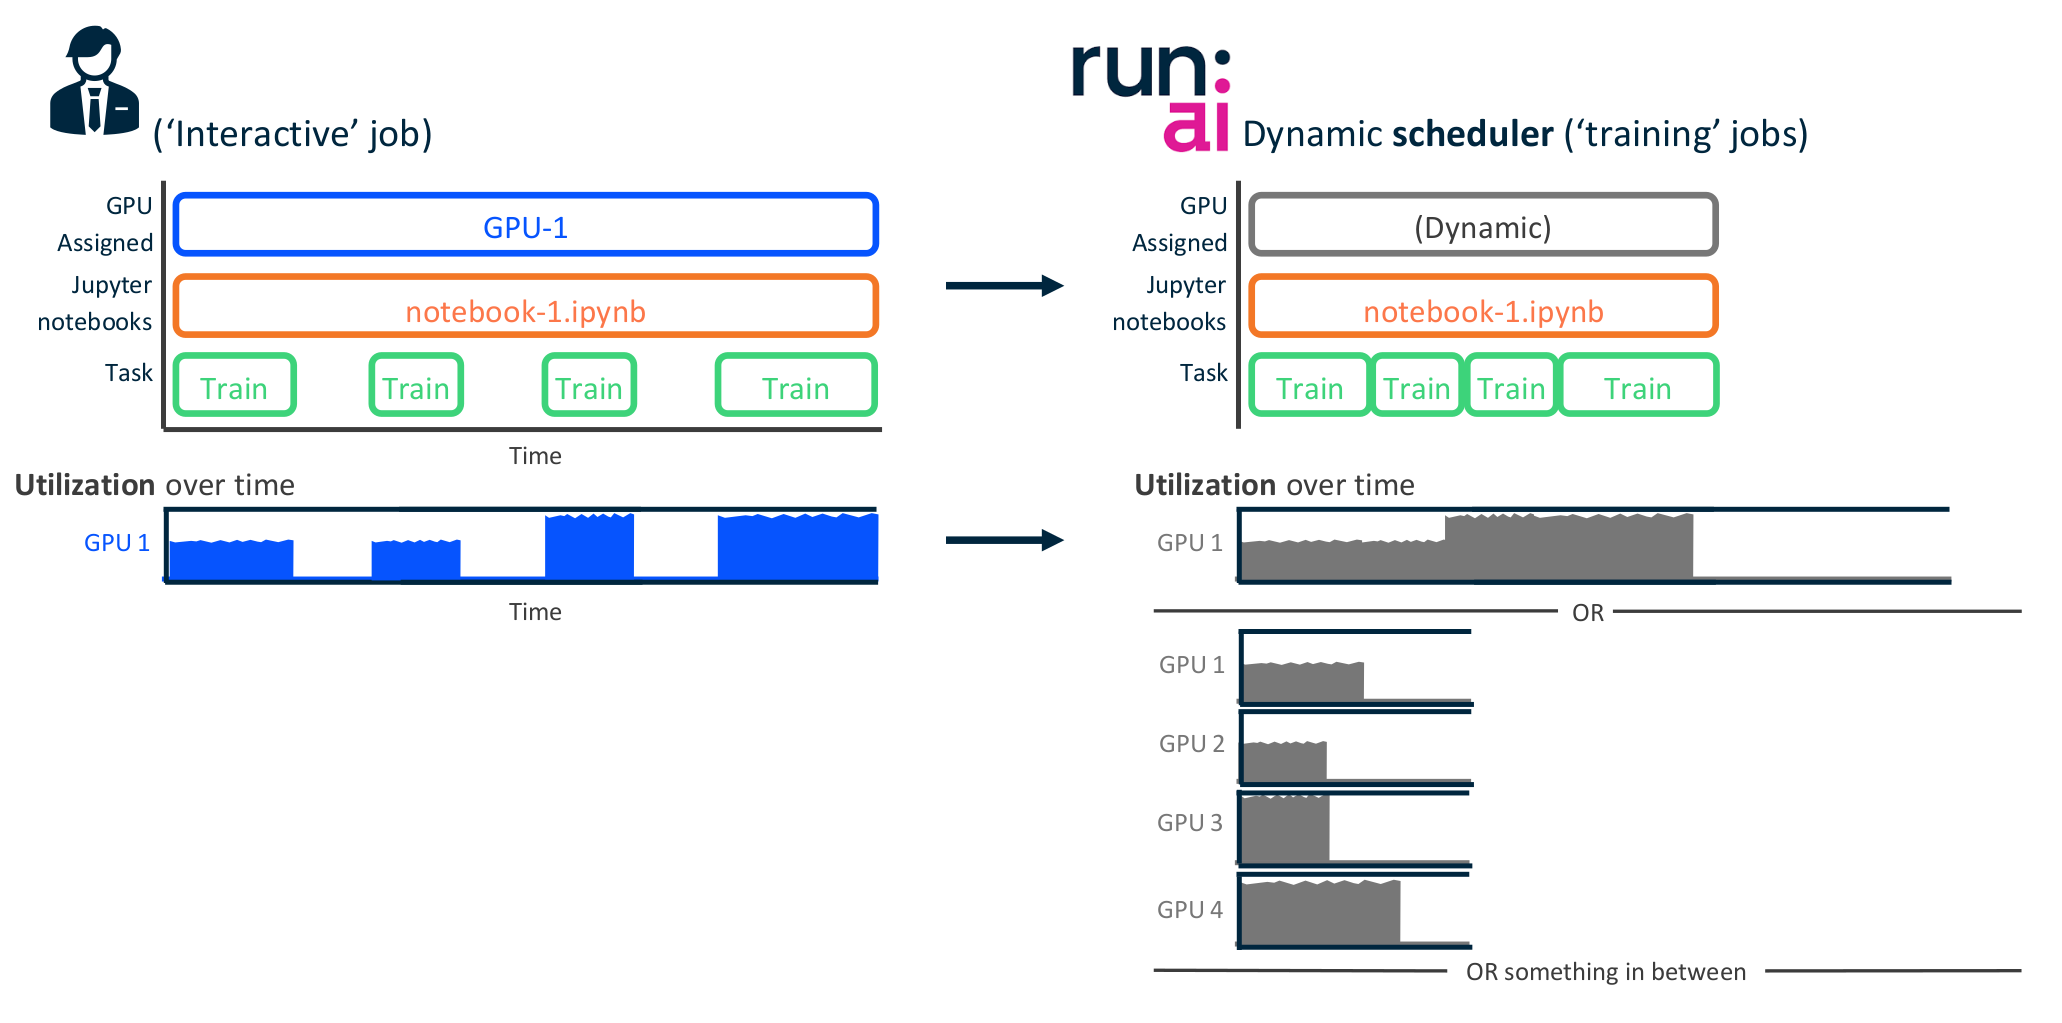 (‘Interactive’ job)
GPU
Assigned
GPU-1
Jupyter
notebooks
notebook-1.ipynb
Task
Train
Train
Train
Train
Time
Utilization over time
GPU 1
Time
run:
ai
Dynamic scheduler (‘training’ jobs)
GPU
Assigned
(Dynamic)
Jupyter
notebooks
notebook-1.ipynb
Task
Train
Train
Train
Train
Utilization over time
GPU 1
OR
GPU 1
GPU 2
GPU 3
GPU 4
OR something in between